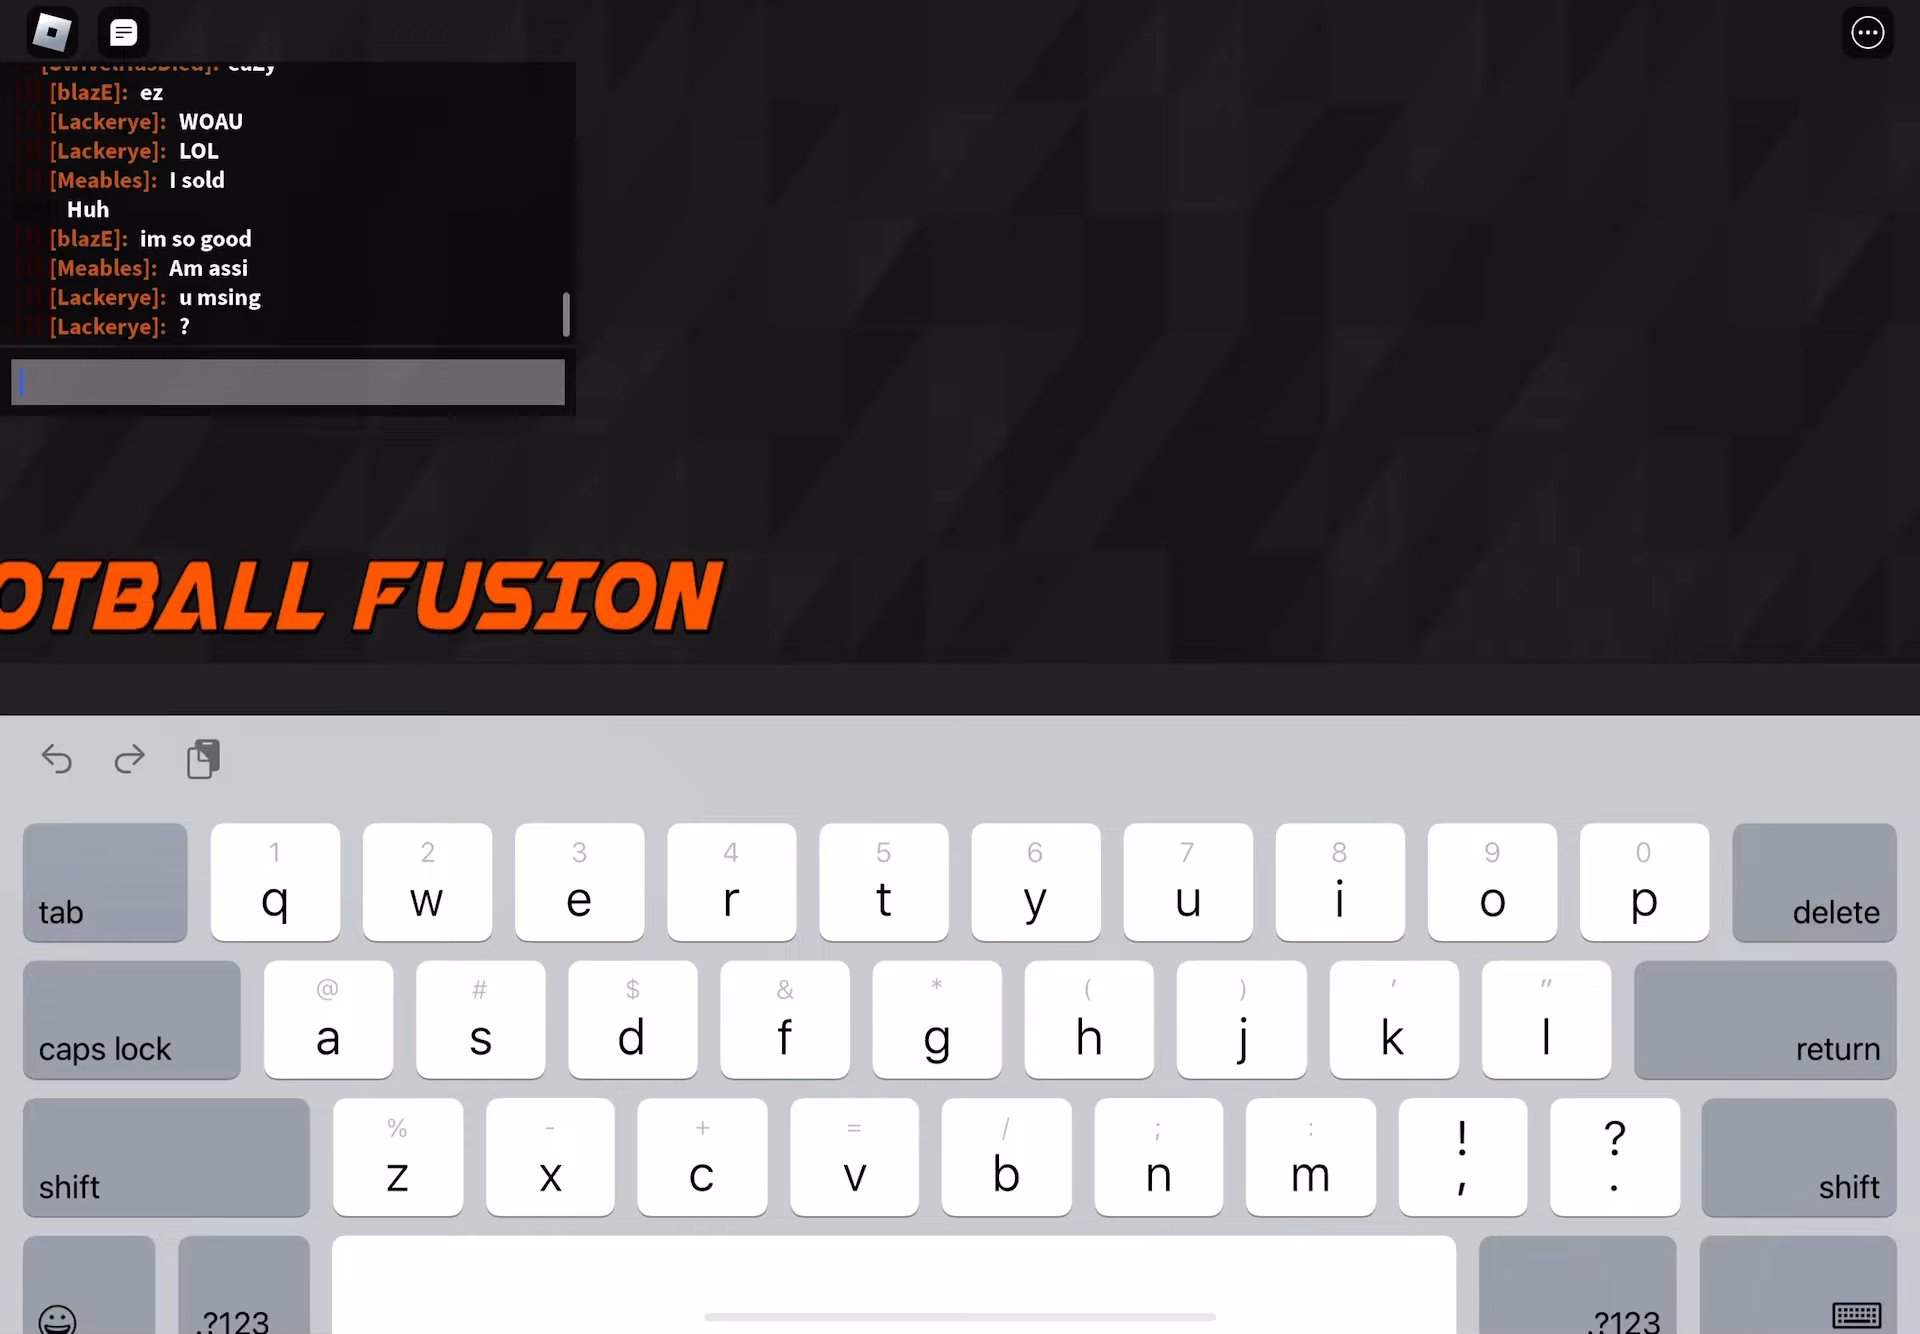 [blazE]: ez
[Lackerye]: WOAU
[Lackerye]: LOL
[Meables]: I sold
Huh
[blazE]: im so good
[Meables]: Am assi
[Lackerye]: u msing
[Lackerye]: ?
OTBALL FUSION
tab 1 q 2 w 3 e 4 r 5 t 6 y 7 u 8 i 9 o 0 p delete
caps lock @ a # s $ d & f * g ( h ) j ' k " l return
shift % z - x + c = v / b ; n : m ! , ? . shift
.?123 .?123